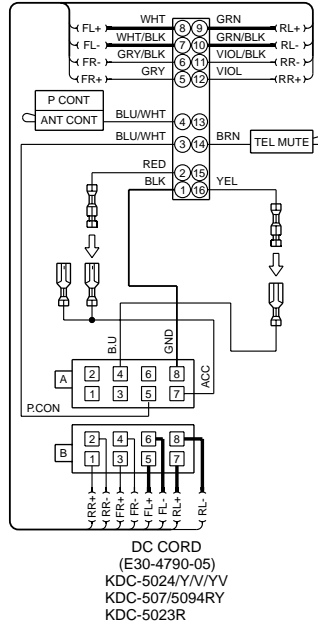 FL+ WHT 8 9 GRN RL+
FL- WHT/BLK 7 10 GRN/BLK RL-
FR- GRY/BLK 6 11 VIOL/BLK RR-
FR+ GRY 5 12 VIOL RR+
P CONT
ANT CONT
BLU/WHT 4 13
BLU/WHT 3 14 BRN TEL MUTE
RED 2 15
BLK 1 16 YEL
B.U GND ACC
A 2 4 6 8
1 3 5 7
P.CON
B 2 4 6 8
1 3 5 7
RR+ RR- FR+ FR- FL+ FL- RL+ RL-
DC CORD
(E30-4790-05)
KDC-5024/Y/V/YV
KDC-507/5094RY
KDC-5023R